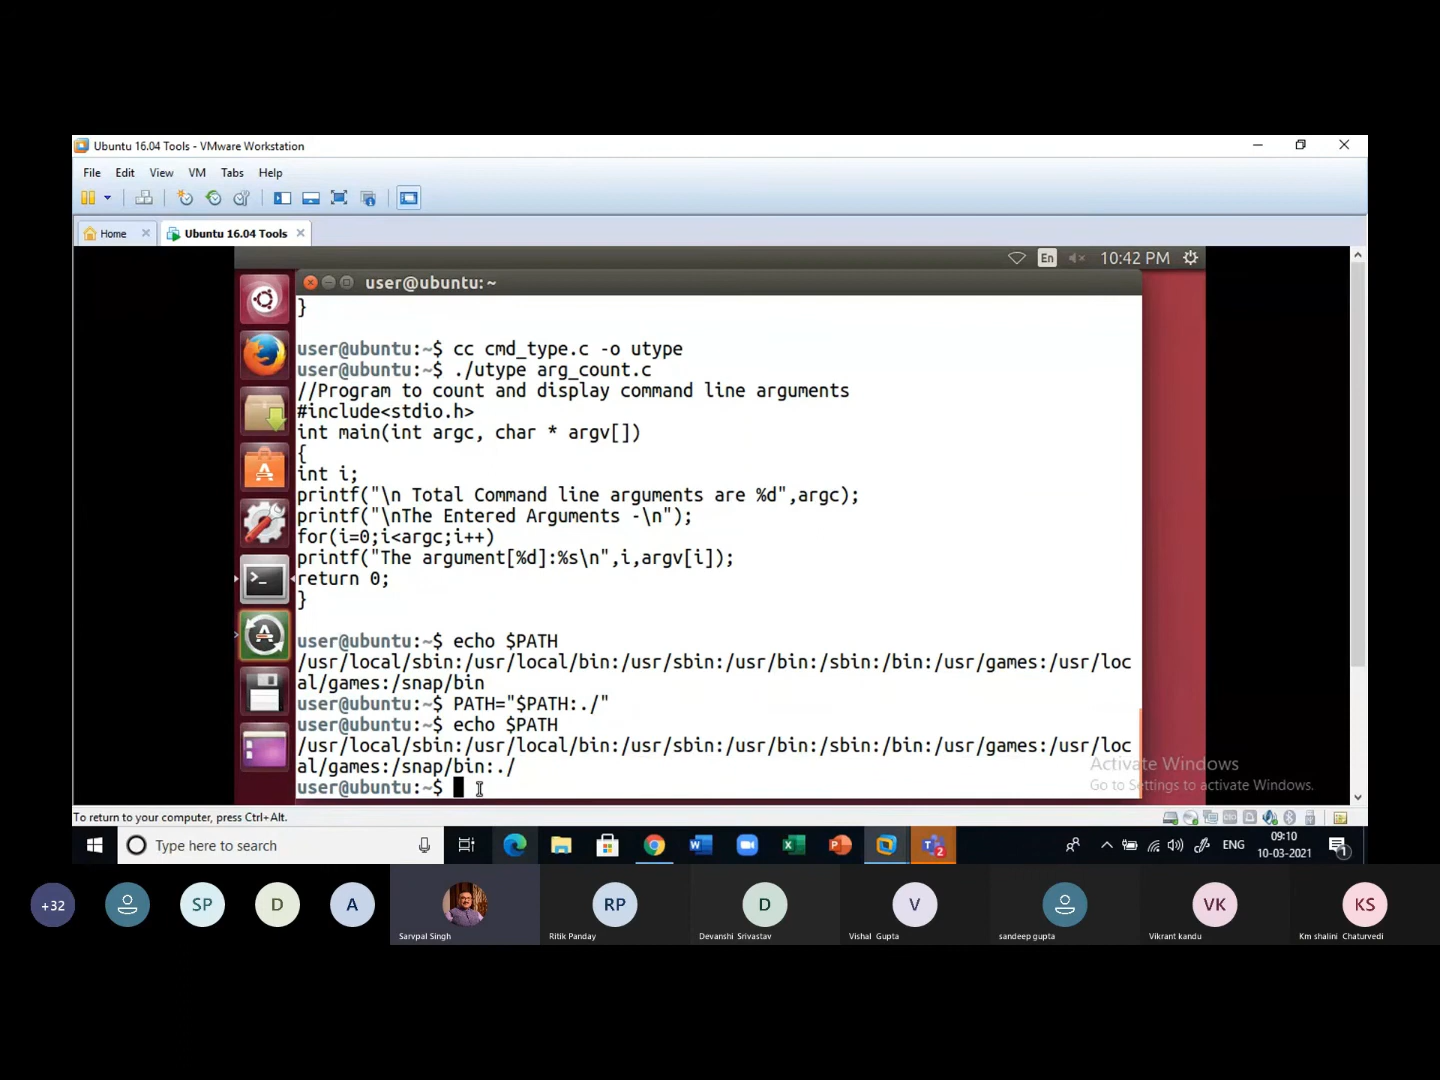 Ubuntu 16.04 Tools - VMware Workstation
File Edit View VM Tabs Help
Home Ubuntu 16.04 Tools
En 10:42 PM
user@ubuntu: ~
}
user@ubuntu:~$ cc cmd_type.c -o utype
user@ubuntu:~$ ./utype arg_count.c
//Program to count and display command line arguments
#include<stdio.h>
int main(int argc, char * argv[])
{
int i;
printf("\n Total Command line arguments are %d",argc);
printf("\nThe Entered Arguments -\n");
for(i=0;i<argc;i++)
printf("The argument[%d]:%s\n",i,argv[i]);
return 0;
}
user@ubuntu:~$ echo $PATH
/usr/local/sbin:/usr/local/bin:/usr/sbin:/usr/bin:/sbin:/bin:/usr/games:/usr/loc
al/games:/snap/bin
user@ubuntu:~$ PATH="$PATH:./"
user@ubuntu:~$ echo $PATH
/usr/local/sbin:/usr/local/bin:/usr/sbin:/usr/bin:/sbin:/bin:/usr/games:/usr/loc
al/games:/snap/bin:./
user@ubuntu:~$
Activate Windows
Go to Settings to activate Windows.
To return to your computer, press Ctrl+Alt.
Type here to search
ENG
09:10
10-03-2021
+32 SP D A RP D V VK KS
Sarvpal Singh Ritik Panday Devanshi Srivastav Vishal Gupta sandeep gupta Vikrant kandu Km shalini Chaturvedi